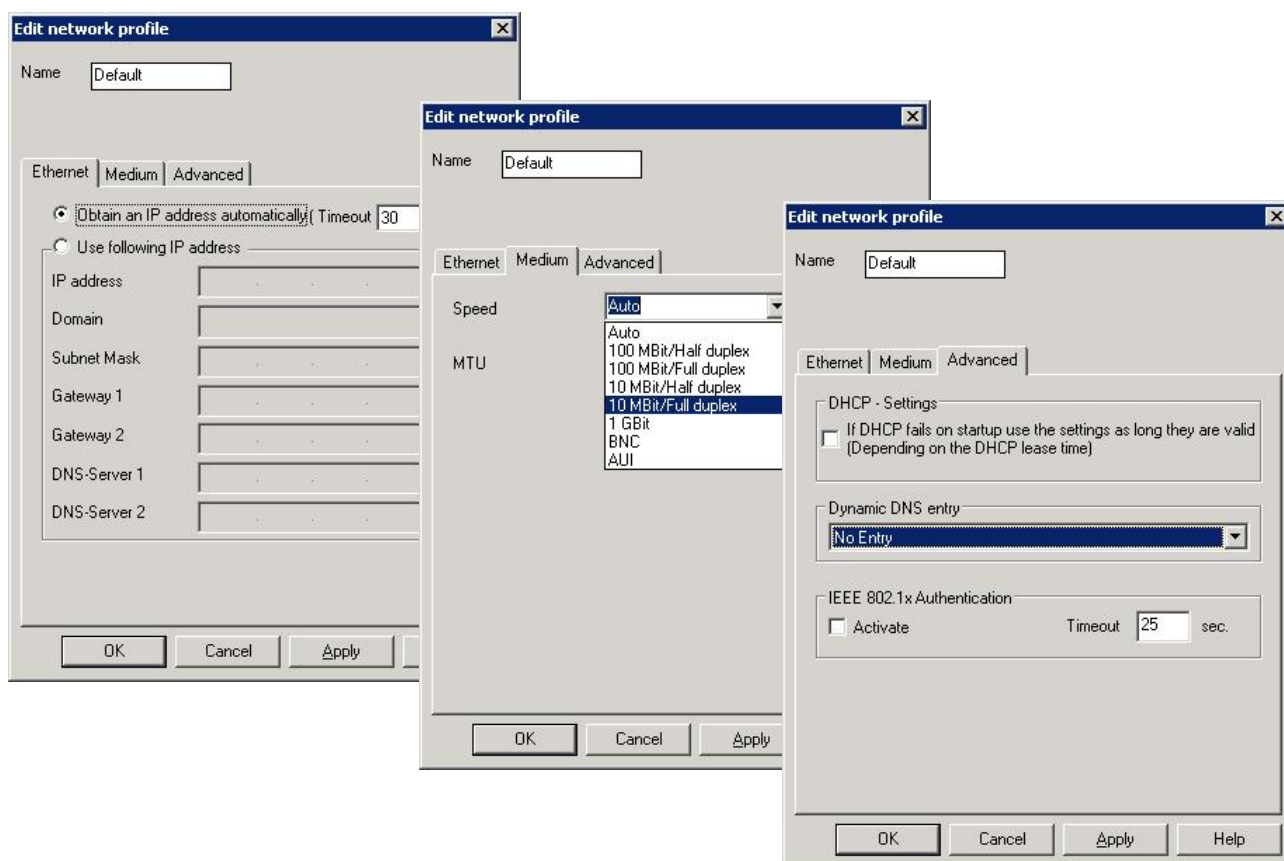 Edit network profile
Name Default
Ethernet Medium Advanced
Obtain an IP address automatically ( Timeout 30
Use following IP address
IP address
Domain
Subnet Mask
Gateway 1
Gateway 2
DNS-Server 1
DNS-Server 2
OK Cancel Apply
Edit network profile
Name Default
Ethernet Medium Advanced
Speed Auto
Auto
100 MBit/Half duplex
100 MBit/Full duplex
MTU
10 MBit/Half duplex
10 MBit/Full duplex
1 GBit
BNC
AUI
OK Cancel Apply
Edit network profile
Name Default
Ethernet Medium Advanced
DHCP - Settings
If DHCP fails on startup use the settings as long they are valid
(Depending on the DHCP lease time)
Dynamic DNS entry
No Entry
IEEE 802.1x Authentication
Activate Timeout 25 sec.
OK Cancel Apply Help